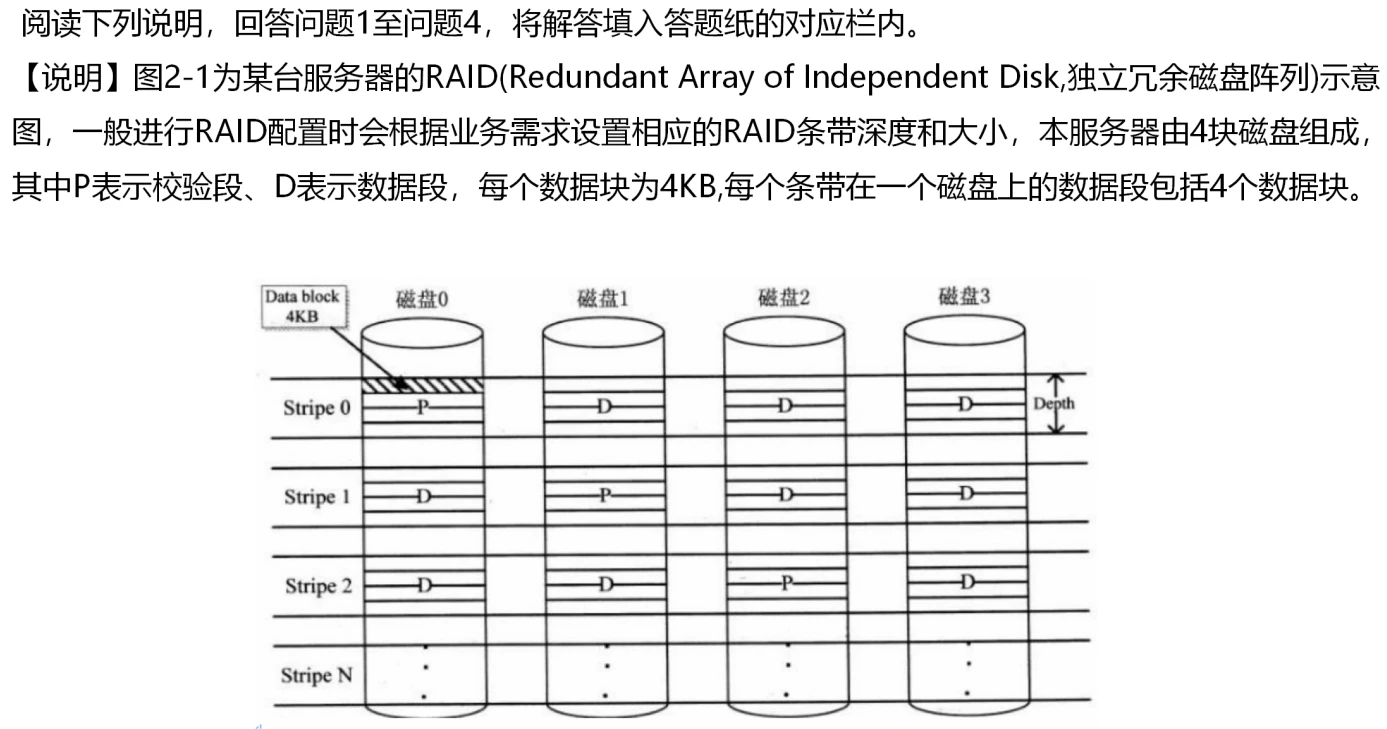 阅读下列说明，回答问题1至问题4，将解答填入答题纸的对应栏内。
【说明】图2-1为某台服务器的RAID(Redundant Array of Independent Disk,独立冗余磁盘阵列)示意
图，一般进行RAID配置时会根据业务需求设置相应的RAID条带深度和大小，本服务器由4块磁盘组成，
其中P表示校验段、D表示数据段，每个数据块为4KB,每个条带在一个磁盘上的数据段包括4个数据块。
Data block
4KB
磁盘0 磁盘1 磁盘2 磁盘3
Stripe 0 P D D D Depth
Stripe 1 D P D D
Stripe 2 D D P D
Stripe N